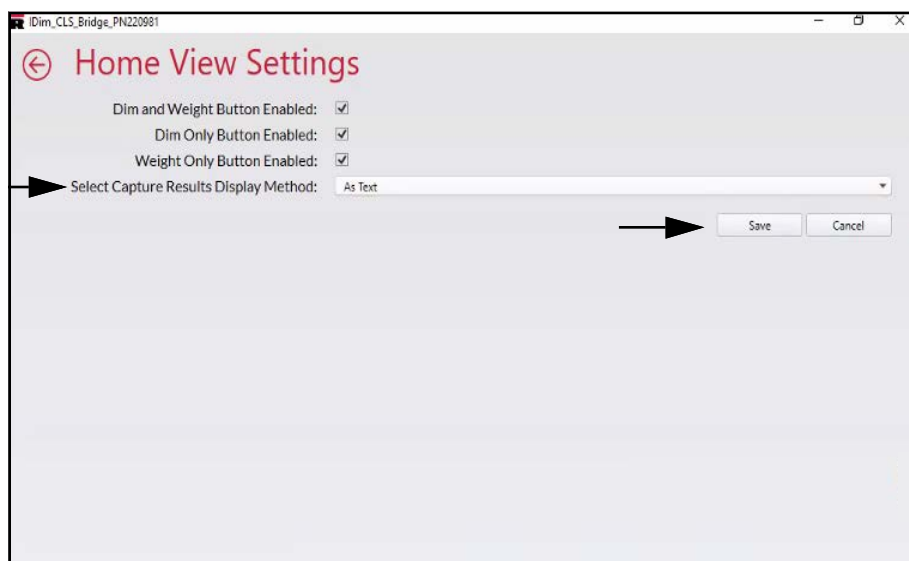 IDim_CLS_Bridge_PN220981
Home View Settings
Dim and Weight Button Enabled:
Dim Only Button Enabled:
Weight Only Button Enabled:
Select Capture Results Display Method: As Text
Save Cancel